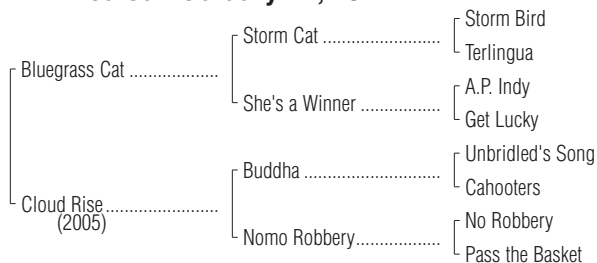 Storm Bird
Storm Cat ........................
Terlingua
Bluegrass Cat ..................
A.P. Indy
She's a Winner ................
Get Lucky
Unbridled's Song
Buddha ...........................
Cahooters
Cloud Rise.......................
(2005)
No Robbery
Nomo Robbery.................
Pass the Basket